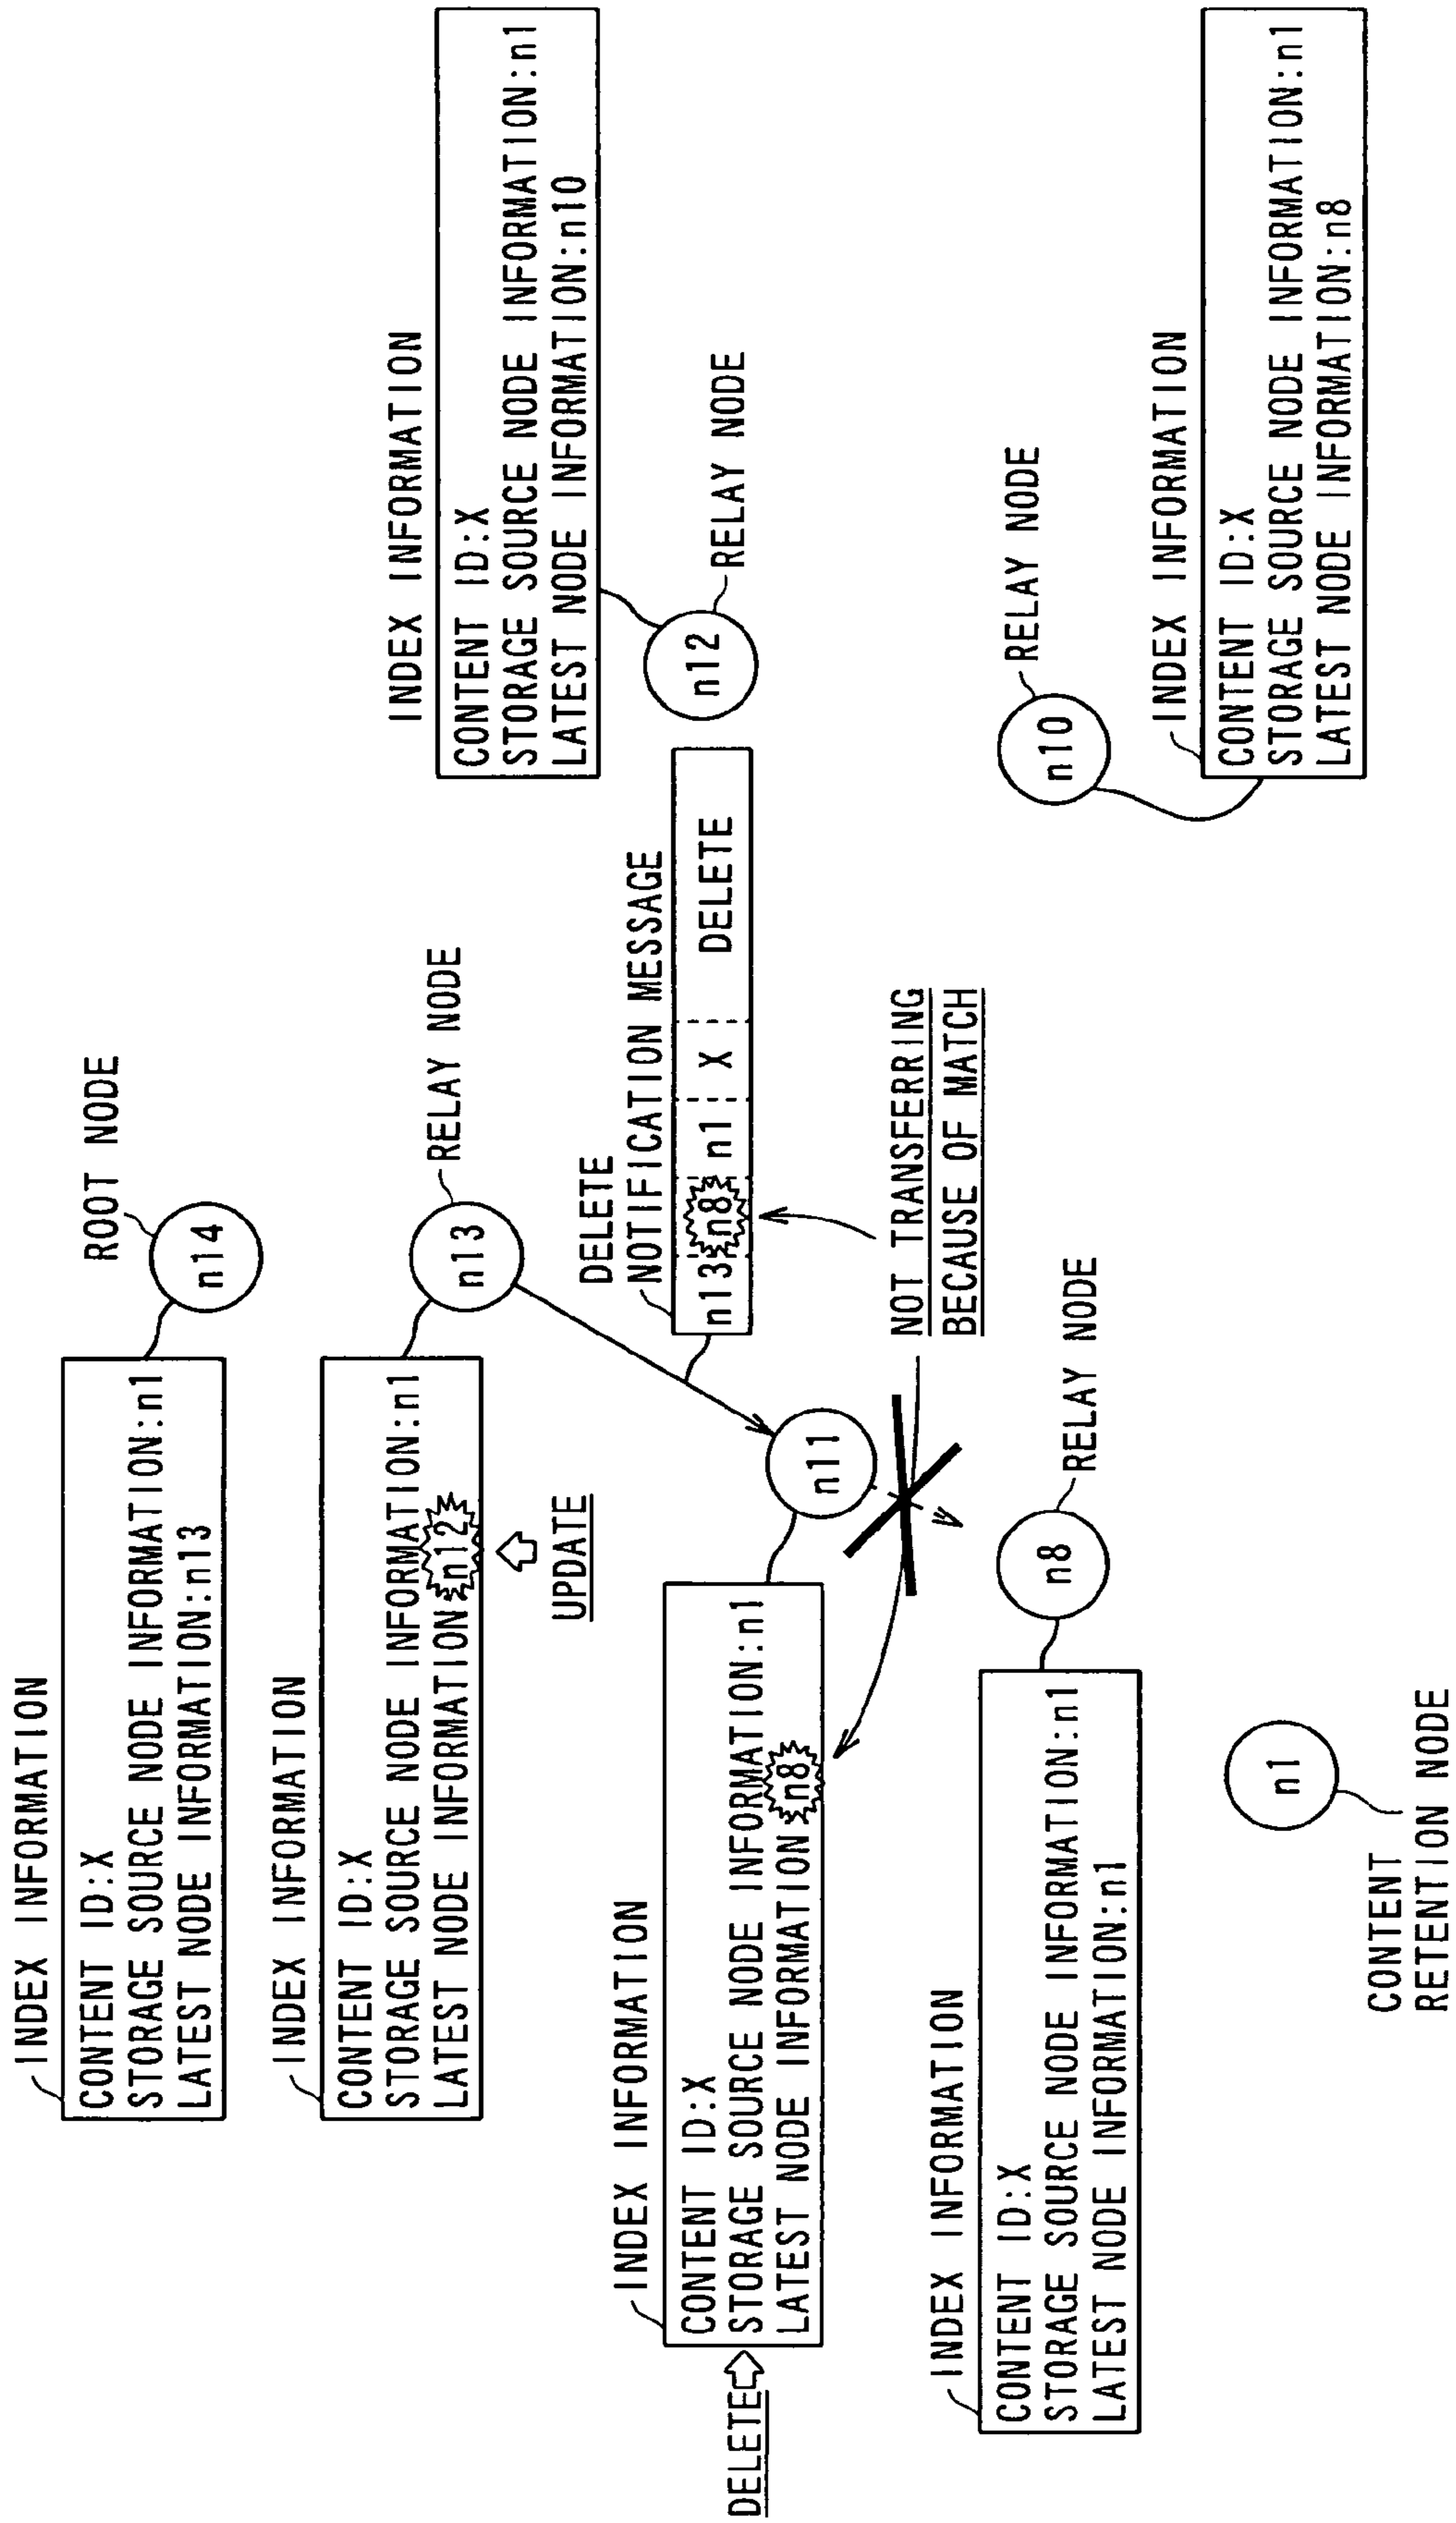 ROOT NODE
n14
INDEX INFORMATION
CONTENT ID:X
STORAGE SOURCE NODE INFORMATION:n1
LATEST NODE INFORMATION:n13
RELAY NODE
n13
INDEX INFORMATION
CONTENT ID:X
STORAGE SOURCE NODE INFORMATION:n1
LATEST NODE INFORMATION:n12
UPDATE
INDEX INFORMATION
CONTENT ID:X
STORAGE SOURCE NODE INFORMATION:n1
LATEST NODE INFORMATION:n10
n12
RELAY NODE
DELETE
NOTIFICATION MESSAGE
n13 n8 n1 X DELETE
INDEX INFORMATION
CONTENT ID:X
STORAGE SOURCE NODE INFORMATION:n1
LATEST NODE INFORMATION:n8
DELETE
n11
NOT TRANSFERRING
BECAUSE OF MATCH
INDEX INFORMATION
CONTENT ID:X
STORAGE SOURCE NODE INFORMATION:n1
LATEST NODE INFORMATION:n1
n8
RELAY NODE
n10
RELAY NODE
INDEX INFORMATION
CONTENT ID:X
STORAGE SOURCE NODE INFORMATION:n1
LATEST NODE INFORMATION:n8
n1
CONTENT
RETENTION NODE